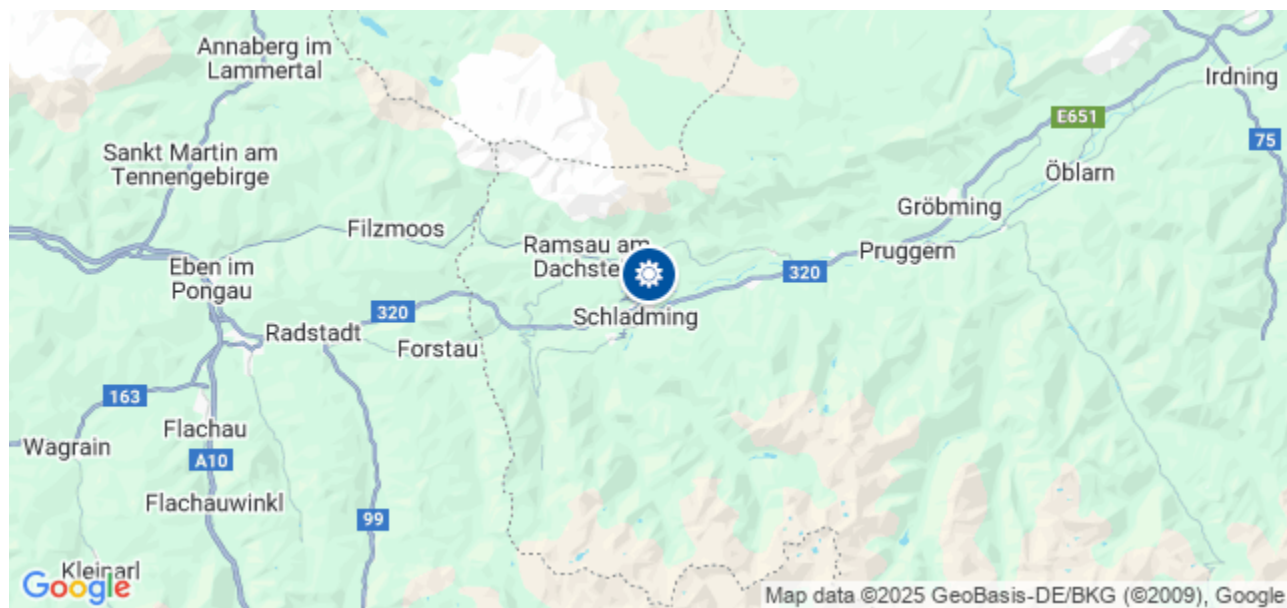 Annaberg im
Lammertal
Irdning
E651
75
Sankt Martin am
Tennengebirge
Öblarn
Gröbming
Filzmoos
Ramsau am
Dachste
Pruggern
320
Eben im
Pongau
320
Schladming
Radstadt
Forstau
163
Flachau
Wagrain
A10
Flachauwinkl
99
Kleinarl
Google
Map data ©2025 GeoBasis-DE/BKG (©2009), Google